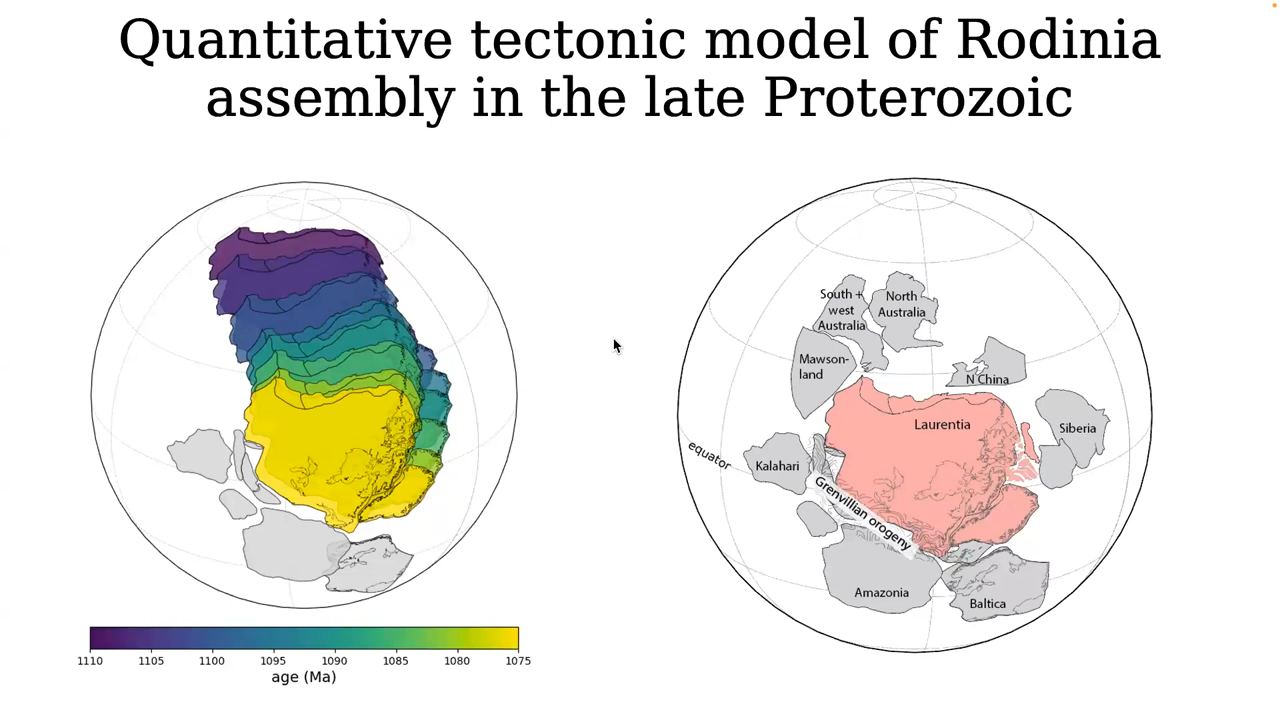 Quantitative tectonic model of Rodinia
assembly in the late Proterozoic
1110 1105 1100 1095 1090 1085 1080 1075
age (Ma)
South +
west
Australia
North
Australia
Mawson-
land
N China
Laurentia
Siberia
equator
Kalahari
Grenvillian orogeny
Amazonia
Baltica